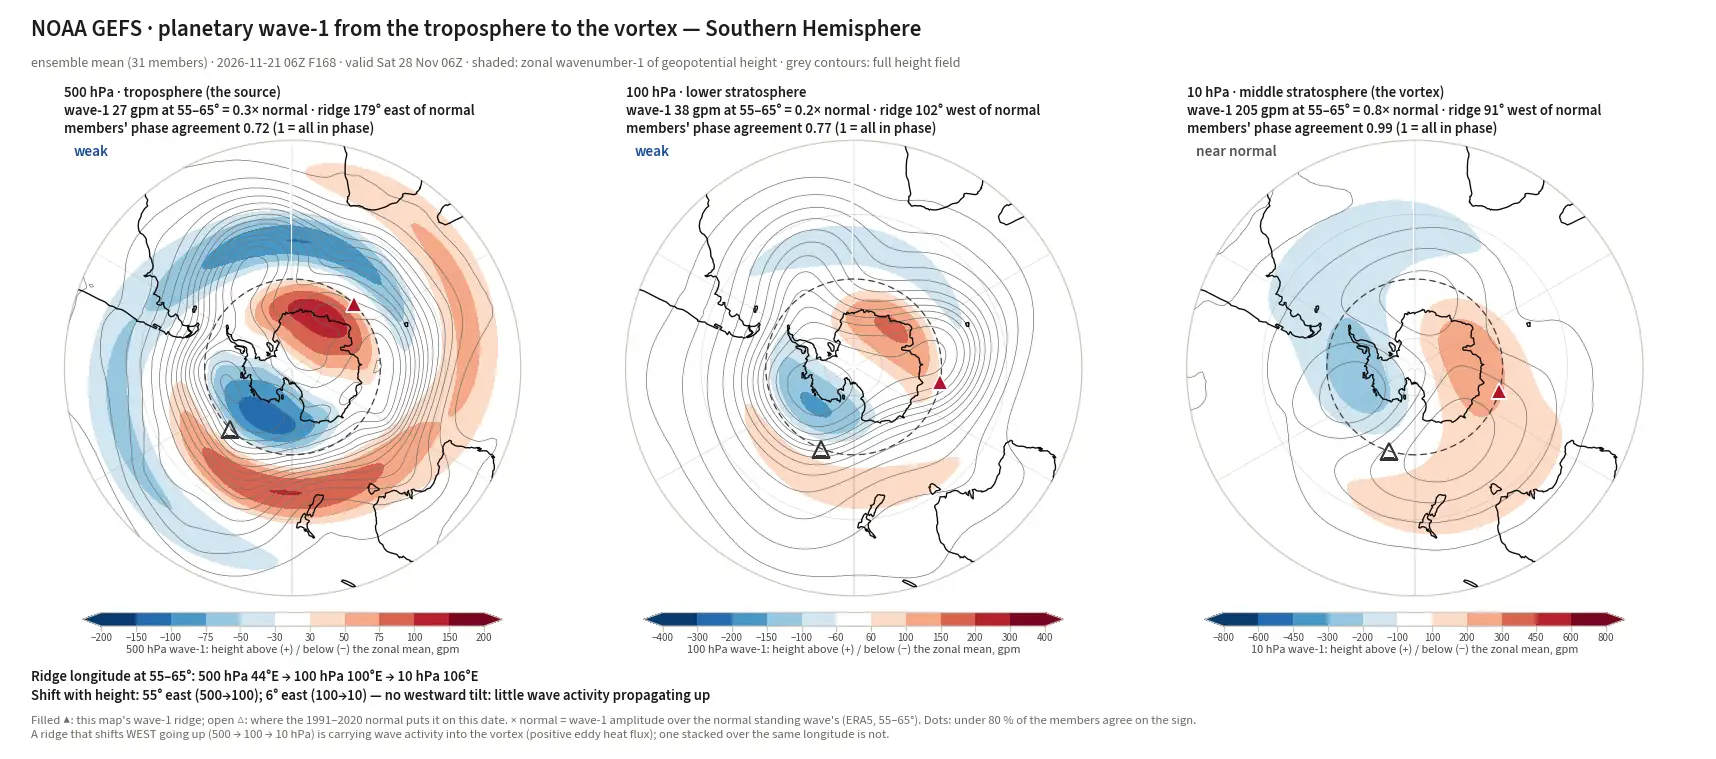 NOAA GEFS · planetary wave-1 from the troposphere to the vortex — Southern Hemisphere
ensemble mean (31 members) · 2026-11-21 06Z F168 · valid Sat 28 Nov 06Z · shaded: zonal wavenumber-1 of geopotential height · grey contours: full height field
500 hPa · troposphere (the source)
wave-1 27 gpm at 55–65° = 0.3× normal · ridge 179° east of normal
members' phase agreement 0.72 (1 = all in phase)
weak
100 hPa · lower stratosphere
wave-1 38 gpm at 55–65° = 0.2× normal · ridge 102° west of normal
members' phase agreement 0.77 (1 = all in phase)
weak
10 hPa · middle stratosphere (the vortex)
wave-1 205 gpm at 55–65° = 0.8× normal · ridge 91° west of normal
members' phase agreement 0.99 (1 = all in phase)
near normal
−200 −150 −100 −75 −50 −30 30 50 75 100 150 200
500 hPa wave-1: height above (+) / below (−) the zonal mean, gpm
−400 −300 −200 −150 −100 −60 60 100 150 200 300 400
100 hPa wave-1: height above (+) / below (−) the zonal mean, gpm
−800 −600 −450 −300 −200 −100 100 200 300 450 600 800
10 hPa wave-1: height above (+) / below (−) the zonal mean, gpm
Ridge longitude at 55–65°: 500 hPa 44°E → 100 hPa 100°E → 10 hPa 106°E
Shift with height: 55° east (500→100); 6° east (100→10) — no westward tilt: little wave activity propagating up
Filled ▲: this map's wave-1 ridge; open △: where the 1991–2020 normal puts it on this date. × normal = wave-1 amplitude over the normal standing wave's (ERA5, 55–65°). Dots: under 80 % of the members agree on the sign.
A ridge that shifts WEST going up (500 → 100 → 10 hPa) is carrying wave activity into the vortex (positive eddy heat flux); one stacked over the same longitude is not.